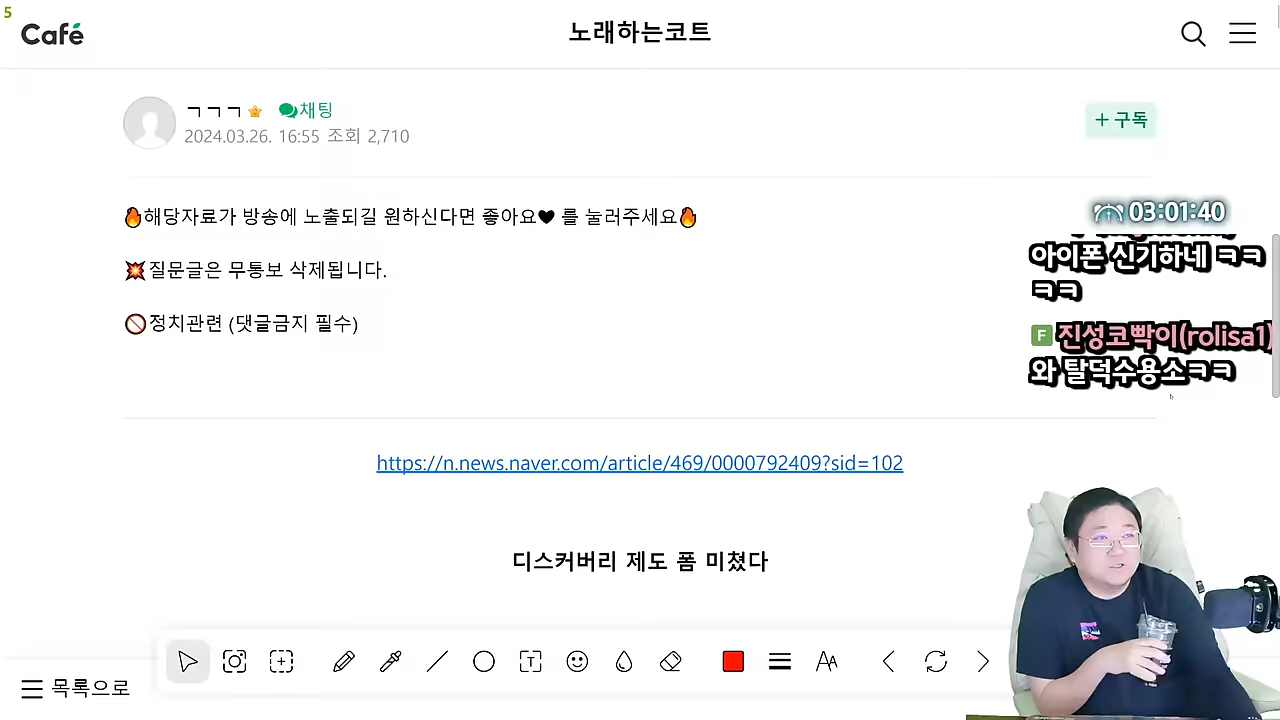 5
Café
노래하는코트
ㄱㄱㄱ
채팅
2024.03.26. 16:55 조회 2,710
+ 구독
🔥해당자료가 방송에 노출되길 원하신다면 좋아요🖤 를 눌러주세요🔥
💥질문글은 무통보 삭제됩니다.
🚫정치관련 (댓글금지 필수)
03:01:40
아이폰 신기하네 ㅋㅋ
ㅋㅋ
F 진성코빡이(rolisa1)
와 탈덕수용소ㅋㅋ
https://n.news.naver.com/article/469/0000792409?sid=102
디스커버리 제도 폼 미쳤다
목록으로